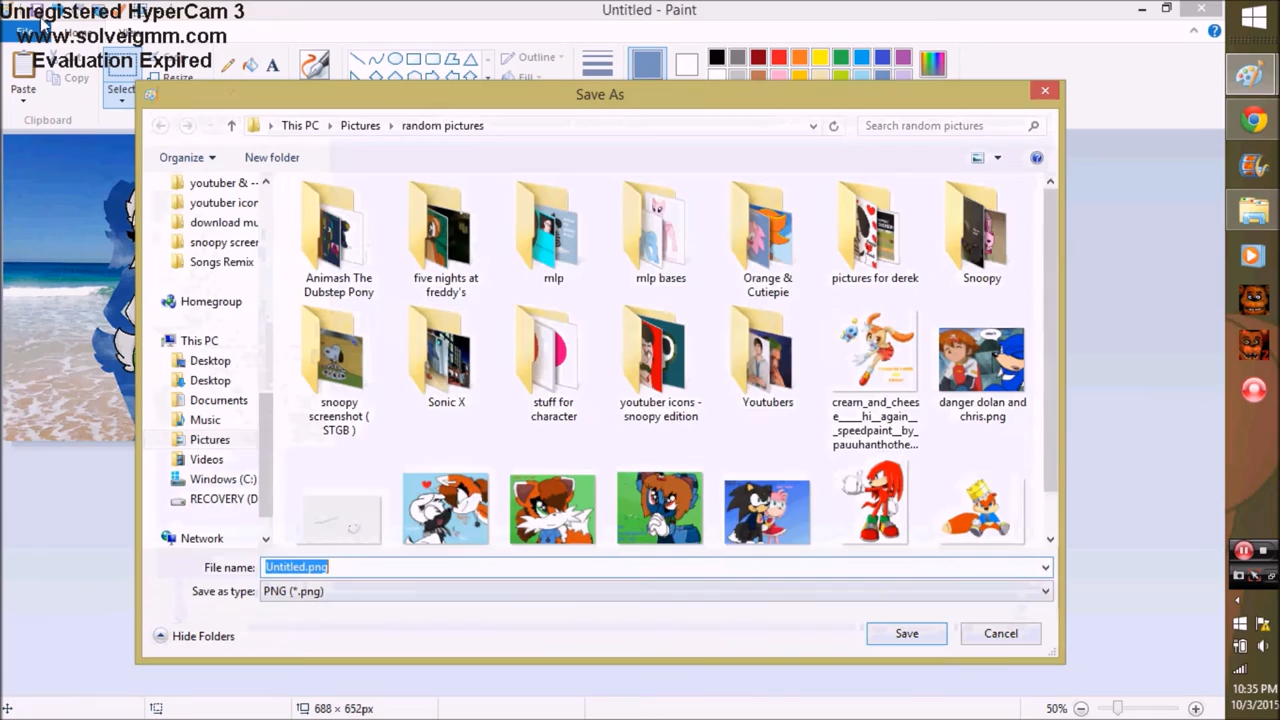 Unregistered HyperCam 3
www.solveigmm.com
Evaluation Expired
Untitled - Paint
Paste
Copy
Clipboard
Select
Resize
Outline
Fill
Save As
This PC
Pictures
random pictures
Search random pictures
Organize
New folder
youtuber & --
youtuber icon
download mu
snoopy screer
Songs Remix
Homegroup
This PC
Desktop
Desktop
Documents
Music
Pictures
Videos
Windows (C:)
RECOVERY (D
Network
Animash The
Dubstep Pony
five nights at
freddy's
mlp
mlp bases
Orange &
Cutiepie
pictures for derek
Snoopy
snoopy
screenshot (
STGB )
Sonic X
stuff for
character
youtuber icons -
snoopy edition
Youtubers
cream_and_chees
e____hi__again__
_speedpaint__by_
pauuhanthothe...
danger dolan and
chris.png
File name:
Untitled.png
Save as type:
PNG (*.png)
Hide Folders
Save
Cancel
688 × 652px
50%
10:35 PM
10/3/2015